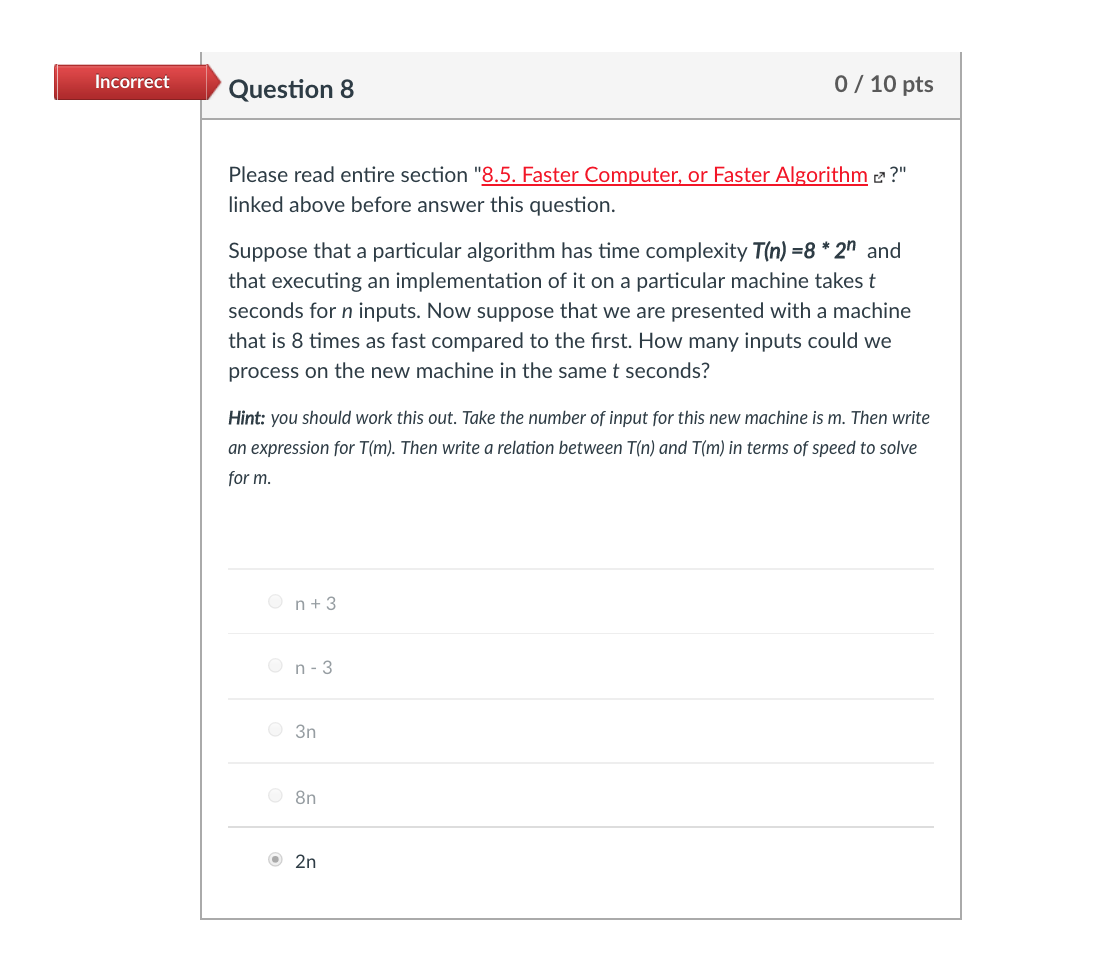 Incorrect
Question 8
0 / 10 pts
Please read entire section "8.5. Faster Computer, or Faster Algorithm ?"
linked above before answer this question.
Suppose that a particular algorithm has time complexity T(n) =8 * 2ⁿ and
that executing an implementation of it on a particular machine takes t
seconds for n inputs. Now suppose that we are presented with a machine
that is 8 times as fast compared to the first. How many inputs could we
process on the new machine in the same t seconds?
Hint: you should work this out. Take the number of input for this new machine is m. Then write
an expression for T(m). Then write a relation between T(n) and T(m) in terms of speed to solve
for m.
n + 3
n - 3
3n
8n
2n